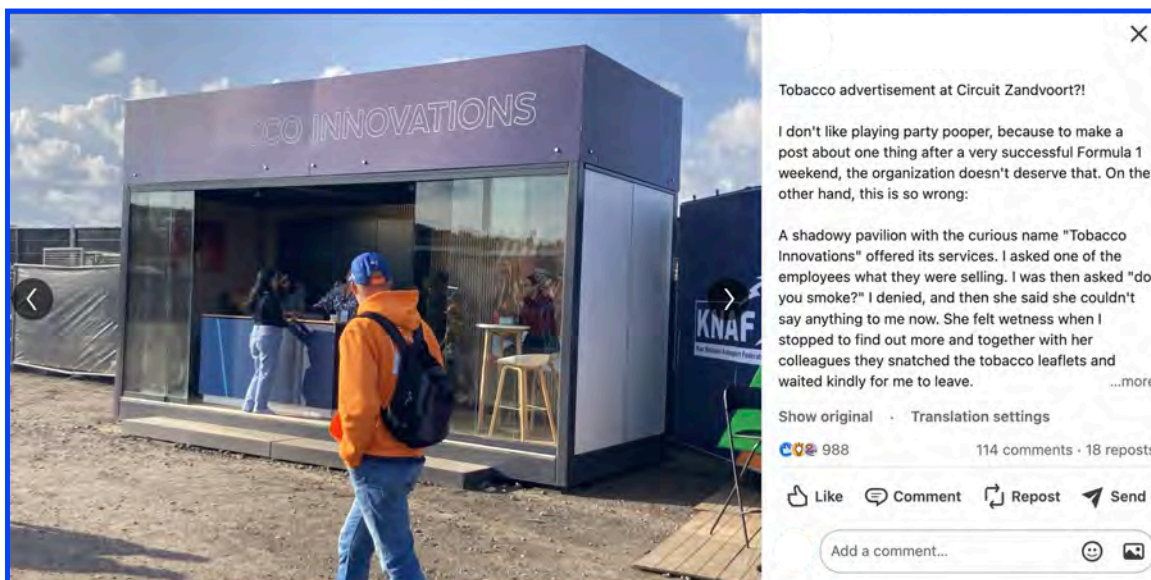 CCO INNOVATIONS
KNAF
Tobacco advertisement at Circuit Zandvoort?!
I don't like playing party pooper, because to make a
post about one thing after a very successful Formula 1
weekend, the organization doesn't deserve that. On the
other hand, this is so wrong:
A shadowy pavilion with the curious name "Tobacco
Innovations" offered its services. I asked one of the
employees what they were selling. I was then asked "do
you smoke?" I denied, and then she said she couldn't
say anything to me now. She felt wetness when I
stopped to find out more and together with her
colleagues they snatched the tobacco leaflets and
waited kindly for me to leave.
...more
Show original · Translation settings
988
114 comments · 18 reposts
Like
Comment
Repost
Send
Add a comment...